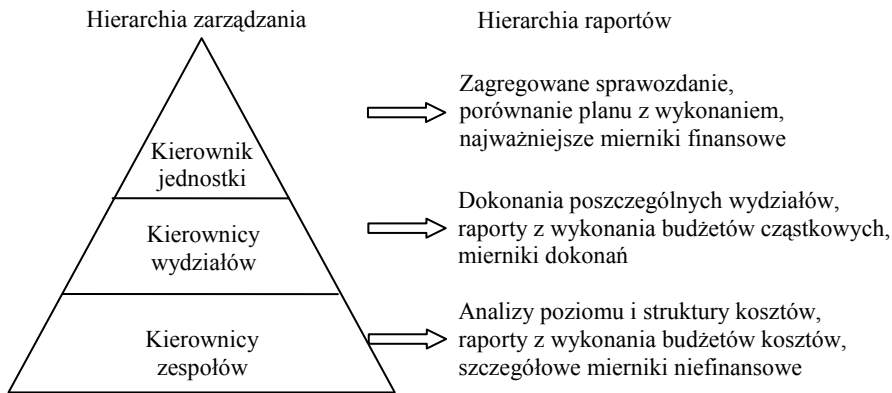 Hierarchia zarządzania
Hierarchia raportów
Kierownik
jednostki
Zagregowane sprawozdanie,
porównanie planu z wykonaniem,
najważniejsze mierniki finansowe
Kierownicy
wydziałów
Dokonania poszczególnych wydziałów,
raporty z wykonania budżetów cząstkowych,
mierniki dokonań
Kierownicy
zespołów
Analizy poziomu i struktury kosztów,
raporty z wykonania budżetów kosztów,
szczegółowe mierniki niefinansowe